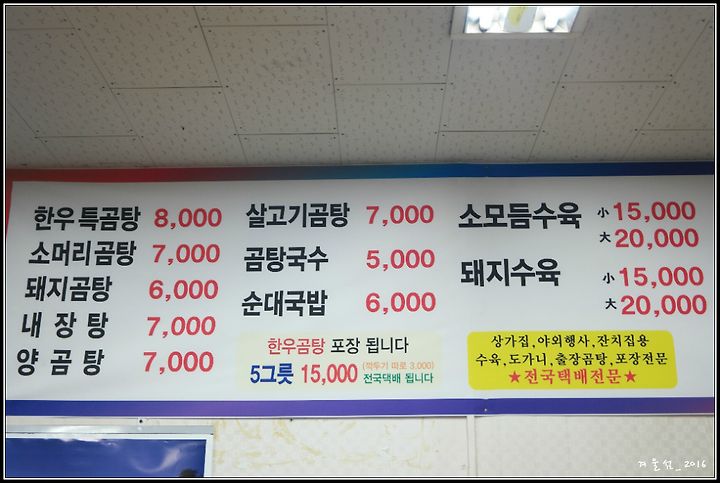 한우특곰탕 8,000
소머리곰탕 7,000
돼지곰탕 6,000
내장탕 7,000
양곰탕 7,000
살고기곰탕 7,000
곰탕국수 5,000
순대국밥 6,000
한우곰탕 포장 됩니다
5그릇 15,000 (깍두기 따로 3,000)
전국택배 됩니다
소모듬수육 小 15,000
大 20,000
돼지수육 小 15,000
大 20,000
상가집,야외행사,잔치집용
수육,도가니,출장곰탕,포장전문
★전국택배전문★
겨울섬_2016